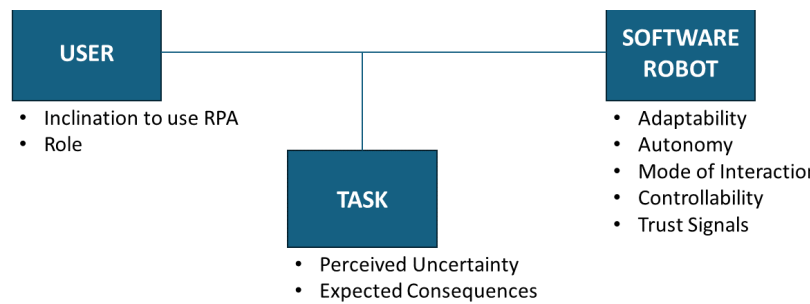 USER
SOFTWARE
ROBOT
• Inclination to use RPA
• Role
• Adaptability
• Autonomy
• Mode of Interaction
• Controllability
• Trust Signals
TASK
• Perceived Uncertainty
• Expected Consequences